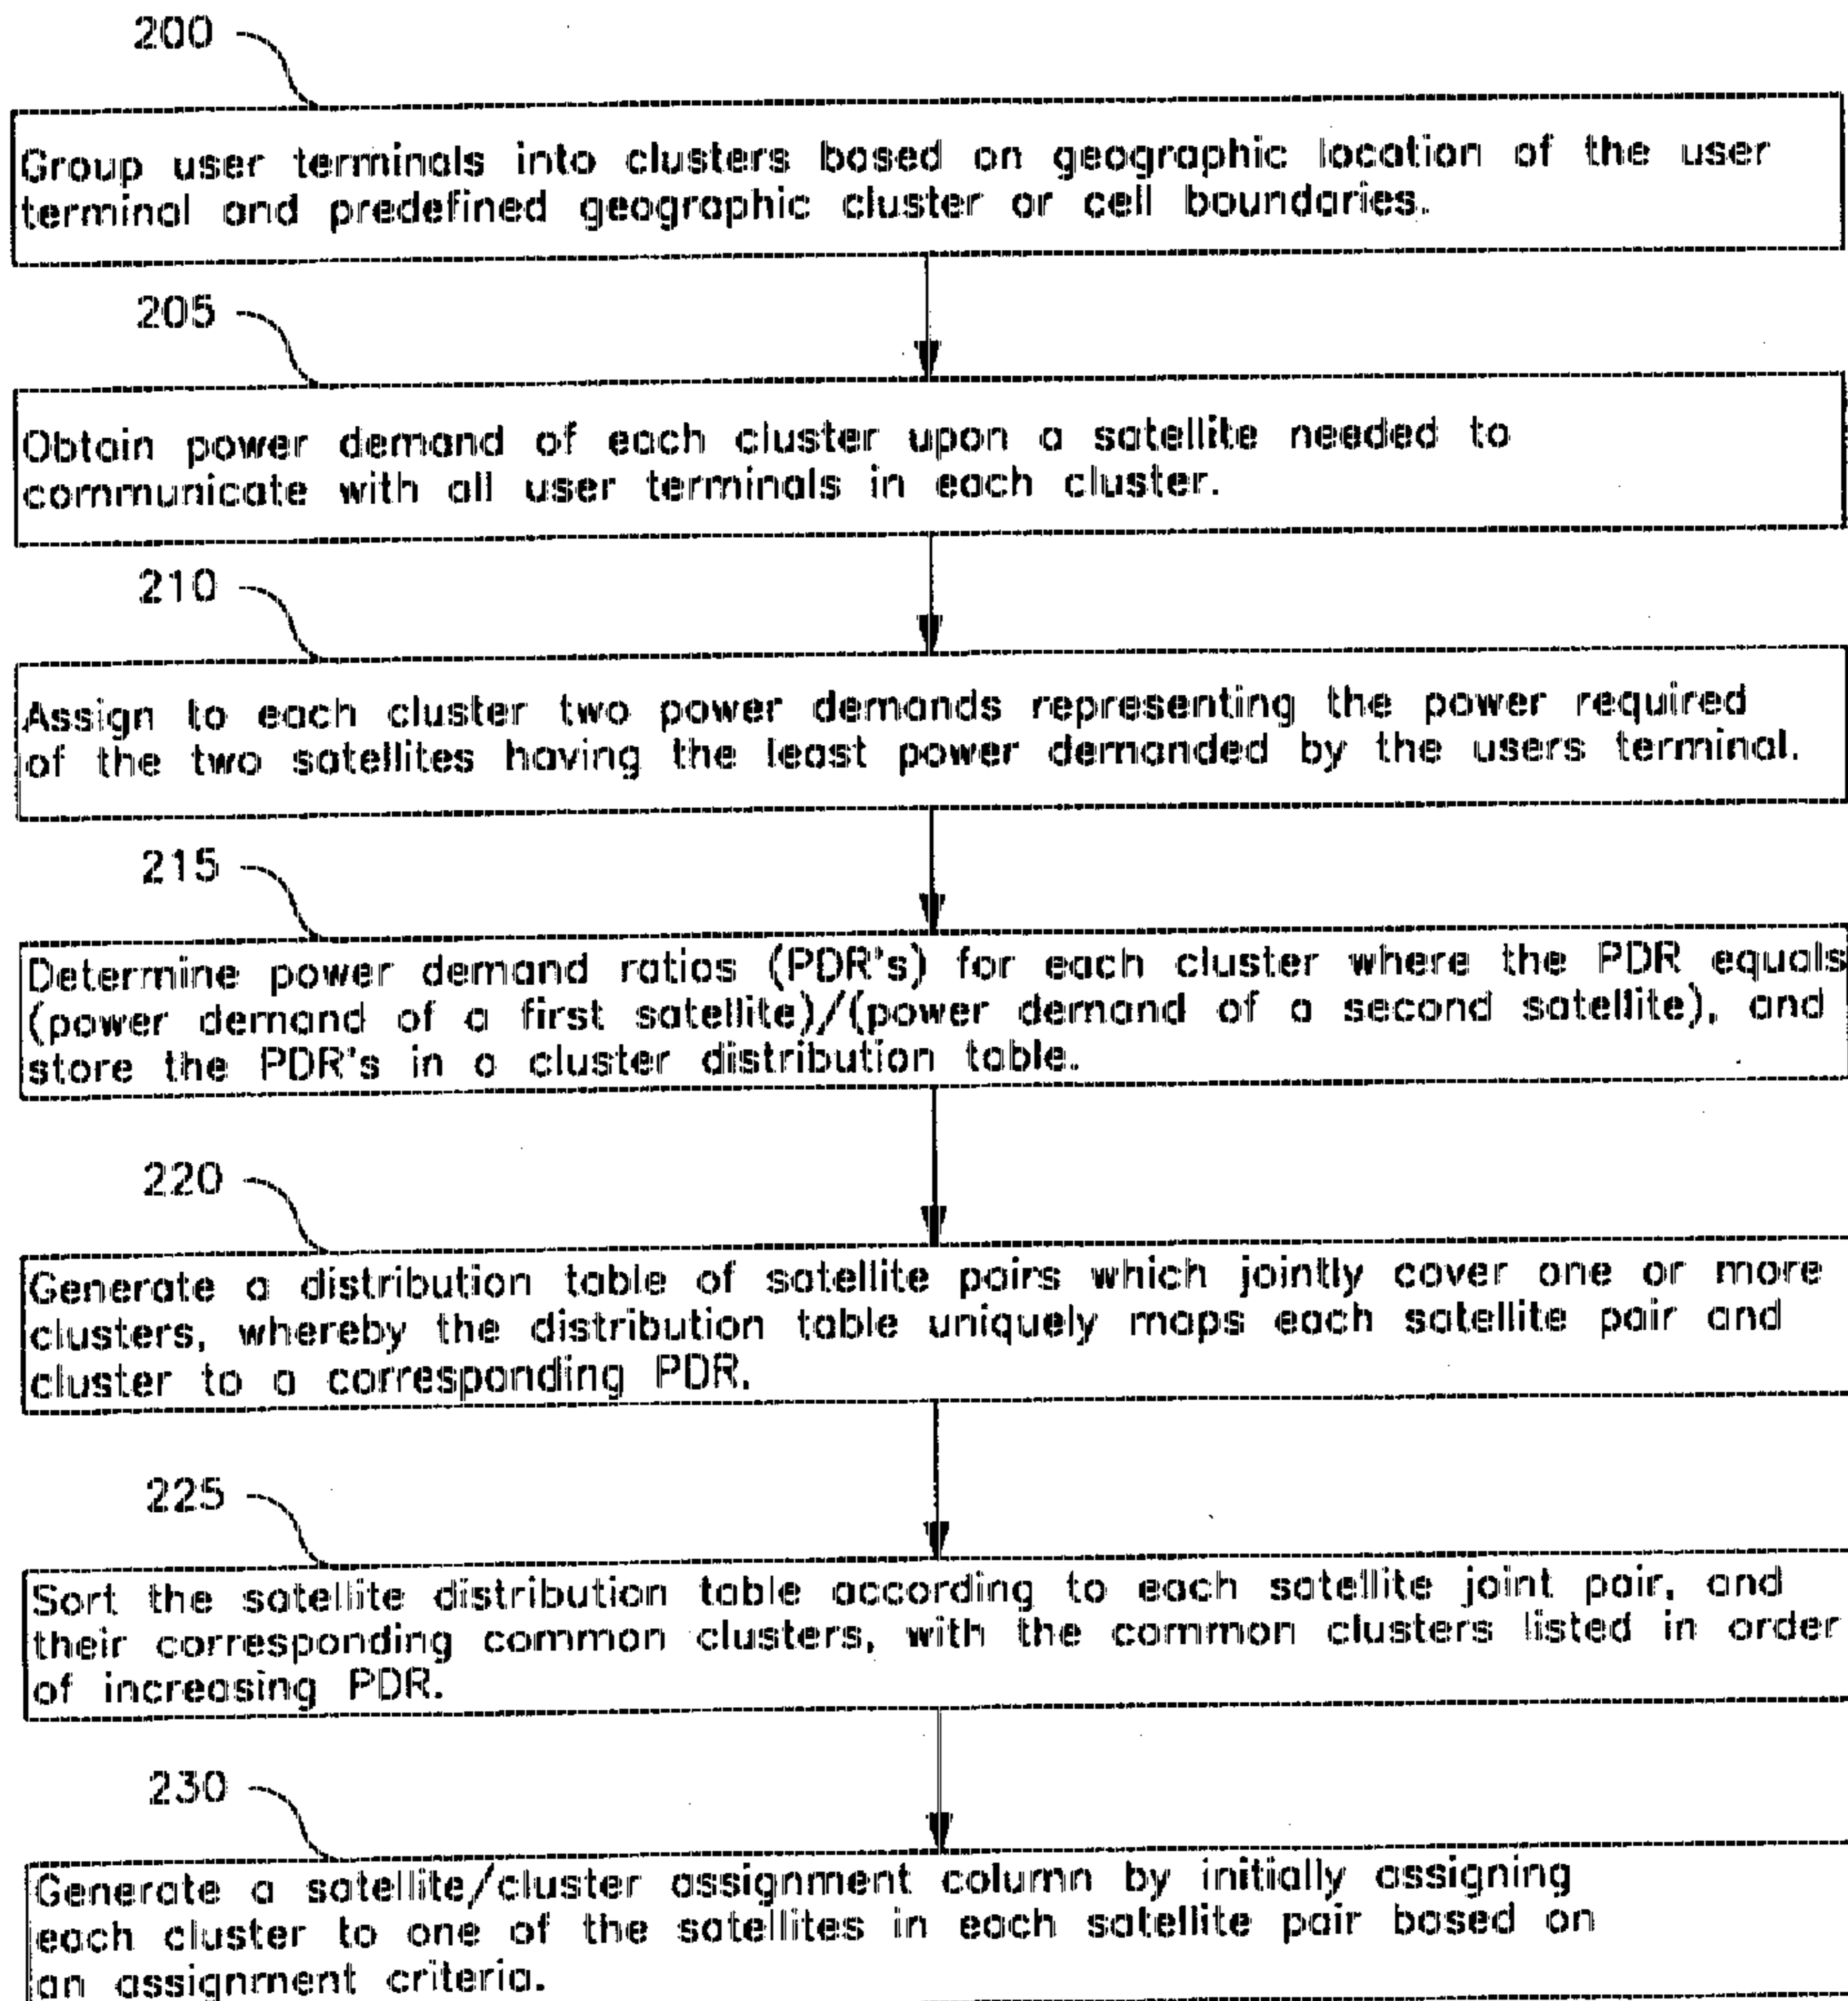 200
Group user terminals into clusters based on geographic location of the user
terminal and predefined geographic cluster or cell boundaries.
205
Obtain power demand of each cluster upon a satellite needed to
communicate with all user terminals in each cluster.
210
Assign to each cluster two power demands representing the power required
of the two satellites having the least power demanded by the users terminal.
215
Determine power demand ratios (PDR's) for each cluster where the PDR equals
(power demand of a first satellite)/(power demand of a second satellite), and
store the PDR's in a cluster distribution table.
220
Generate a distribution table of satellite pairs which jointly cover one or more
clusters, whereby the distribution table uniquely maps each satellite pair and
cluster to a corresponding PDR.
225
Sort the satellite distribution table according to each satellite joint pair, and
their corresponding common clusters, with the common clusters listed in order
of increasing PDR.
230
Generate a satellite/cluster assignment column by initially assigning
each cluster to one of the satellites in each satellite pair based on
an assignment criteria.